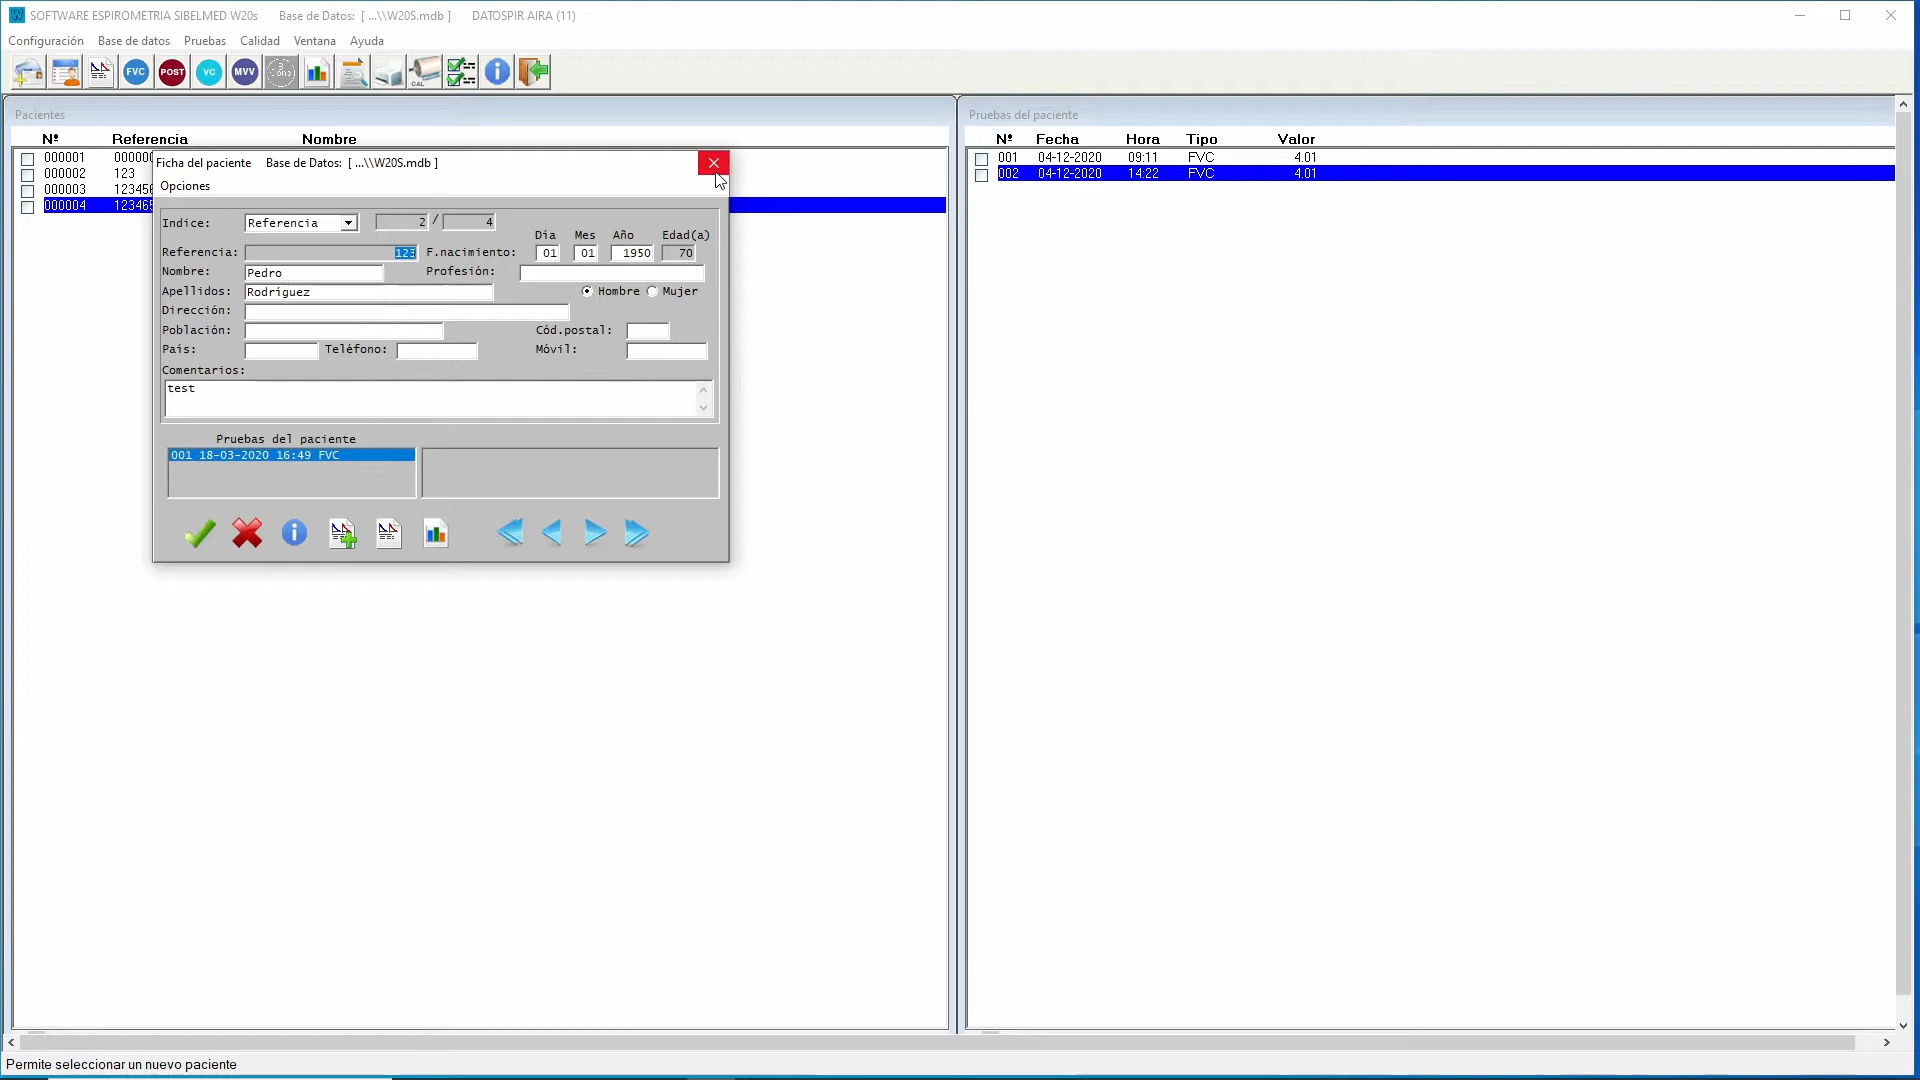 SOFTWARE ESPIROMETRIA SIBELMED W20s Base de Datos: [ ...\\W20S.mdb ] DATOSPIR AIRA (11)
Configuración Base de datos Pruebas Calidad Ventana Ayuda
FVC POST VC MVV CAL
Pacientes
Nº Referencia Nombre
000001
000002 123
000003
000004
Ficha del paciente Base de Datos: [ ...\\W20S.mdb ]
Opciones
Indice: Referencia 2 / 4
Día Mes Año Edad(a)
Referencia: 123 F.nacimiento: 01 01 1950 70
Nombre: Pedro Profesión:
Apellidos: Rodríguez Hombre Mujer
Dirección:
Población: Cód.postal:
País: Teléfono: Móvil:
Comentarios:
test
Pruebas del paciente
001 18-03-2020 16:49 FVC
Pruebas del paciente
Nº Fecha Hora Tipo Valor
001 04-12-2020 09:11 FVC 4.01
002 04-12-2020 14:22 FVC 4.01
Permite seleccionar un nuevo paciente